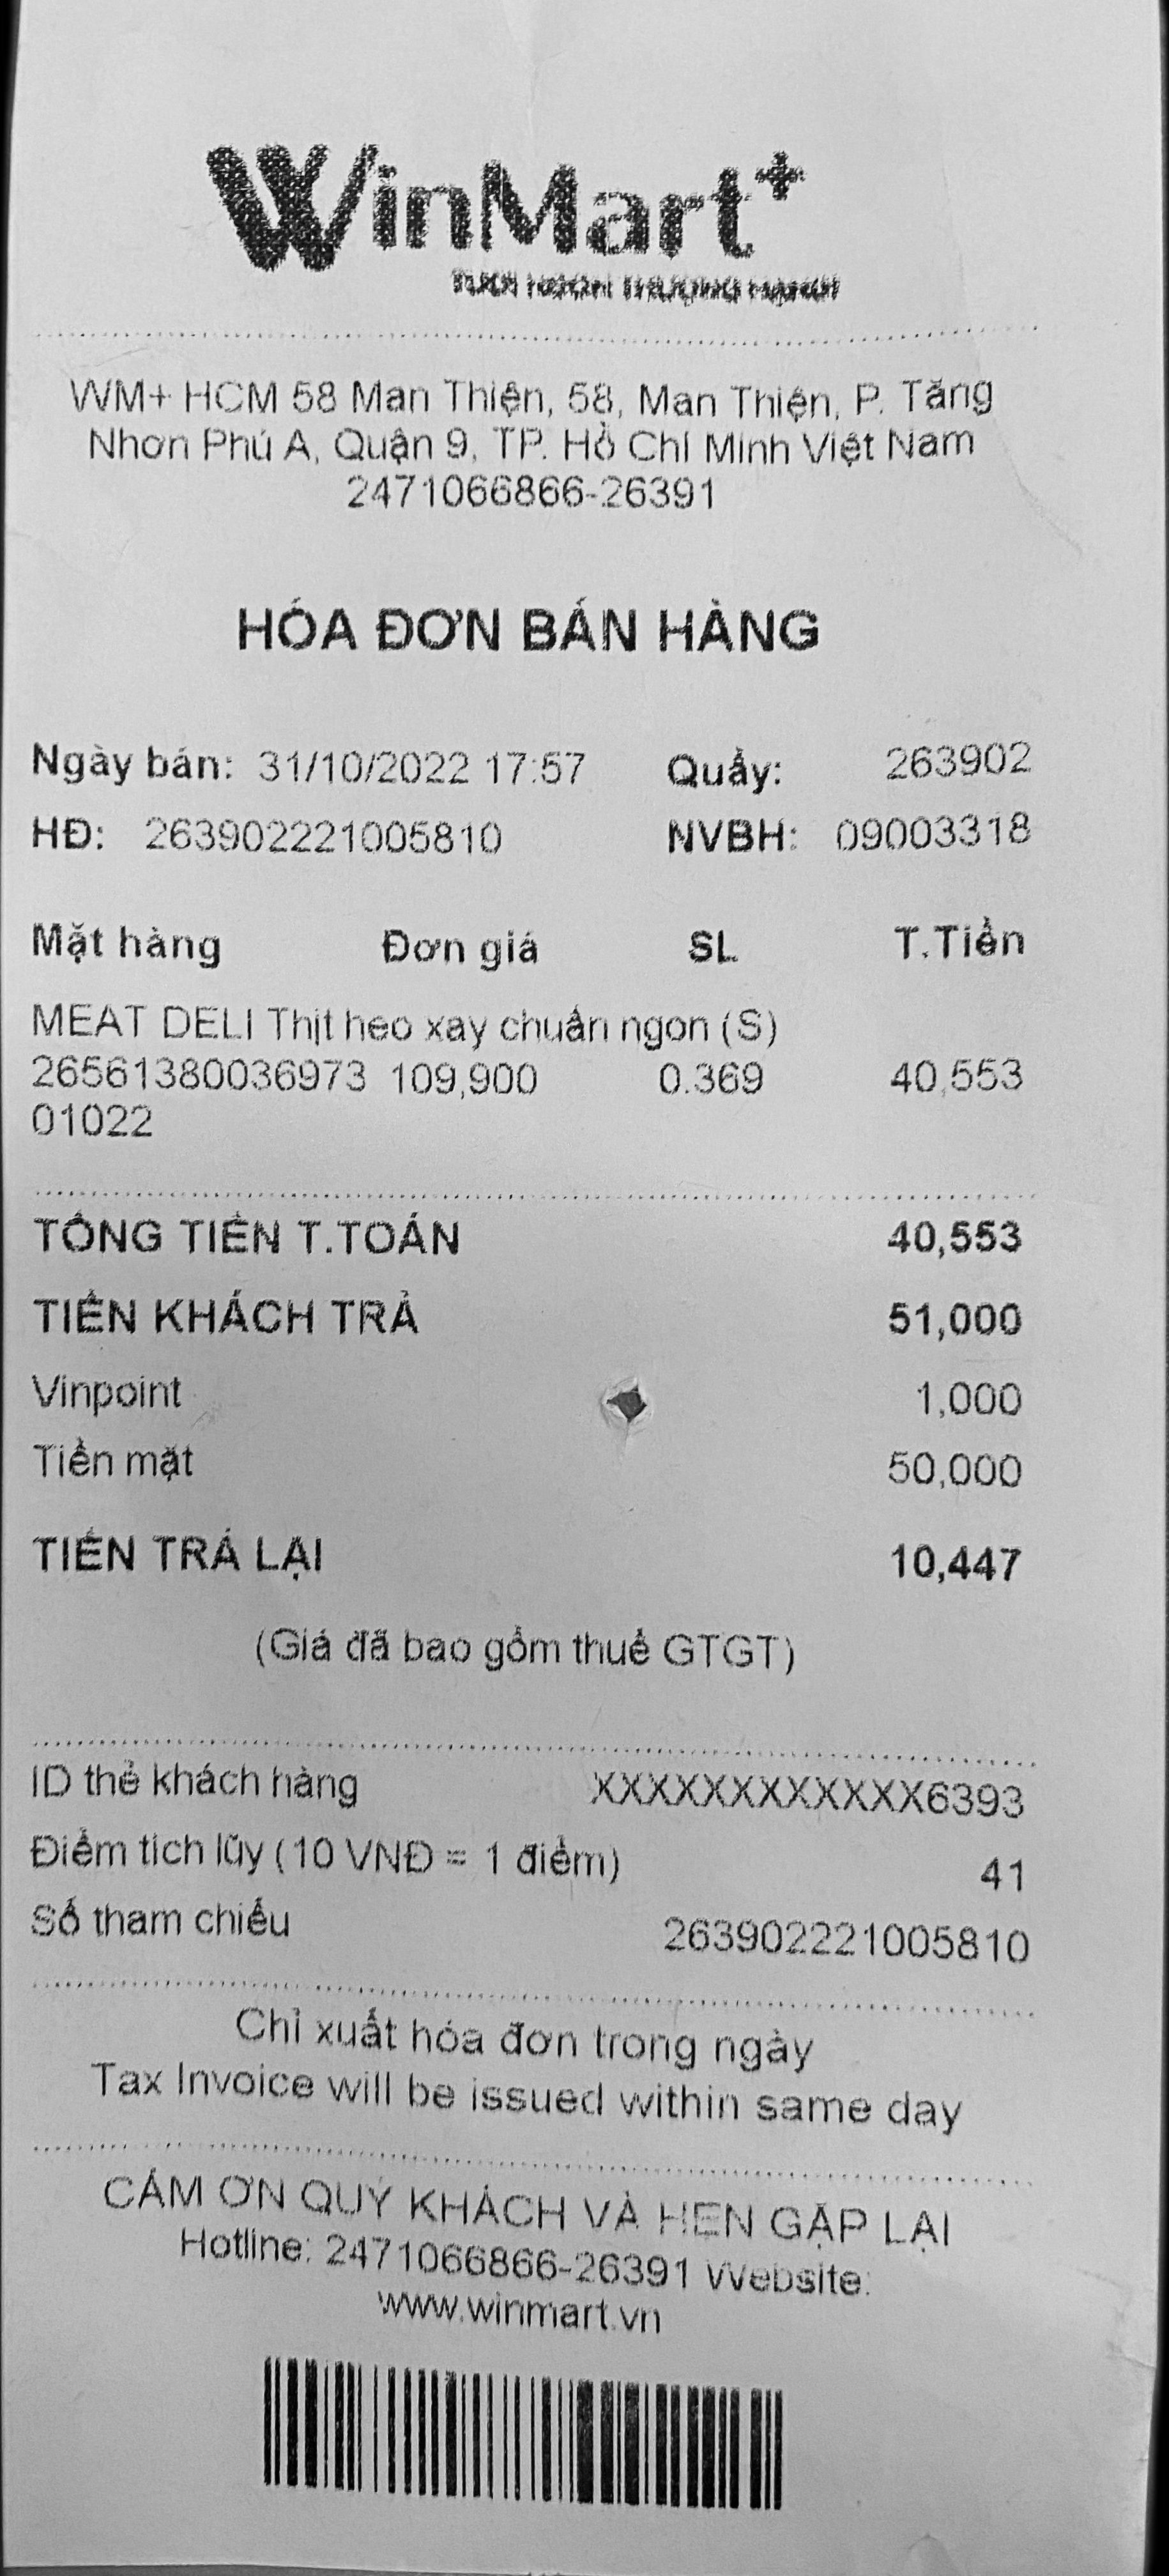 WinMart+
WM+ HCM 58 Man Thiện, 58, Man Thiện, P. Tăng
Nhơn Phú A, Quận 9, TP. Hồ Chí Minh Việt Nam
2471066866-26391
HÓA ĐƠN BÁN HÀNG
Ngày bán: 31/10/2022 17:57 Quầy: 263902
HĐ: 263902221005810 NVBH: 09003318
Mặt hàng Đơn giá SL T.Tiền
MEAT DELI Thịt heo xay chuẩn ngon (S)
26561380036973 109,900 0.369 40,553
01022
TỔNG TIỀN T.TOÁN 40,553
TIỀN KHÁCH TRẢ 51,000
Vinpoint 1,000
Tiền mặt 50,000
TIỀN TRẢ LẠI 10,447
(Giá đã bao gồm thuế GTGT)
ID thẻ khách hàng XXXXXXXXXXXX6393
Điểm tích lũy (10 VNĐ = 1 điểm) 41
Số tham chiếu 263902221005810
Chỉ xuất hóa đơn trong ngày
Tax Invoice will be issued within same day
CẢM ƠN QUÝ KHÁCH VÀ HẸN GẶP LẠI
Hotline: 2471066866-26391 Website:
www.winmart.vn